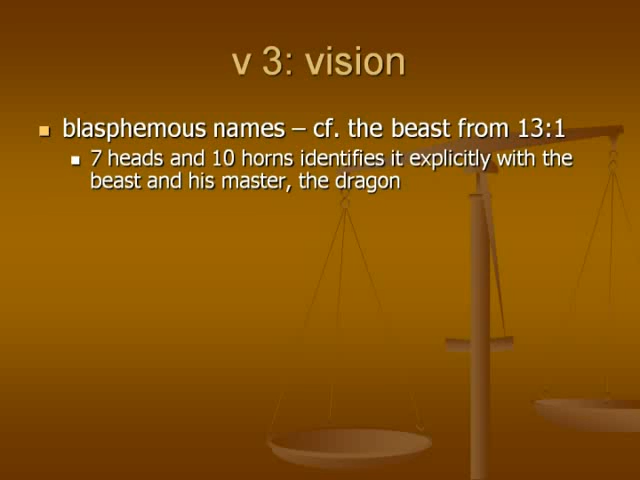 v 3: vision
blasphemous names – cf. the beast from 13:1
7 heads and 10 horns identifies it explicitly with the
beast and his master, the dragon